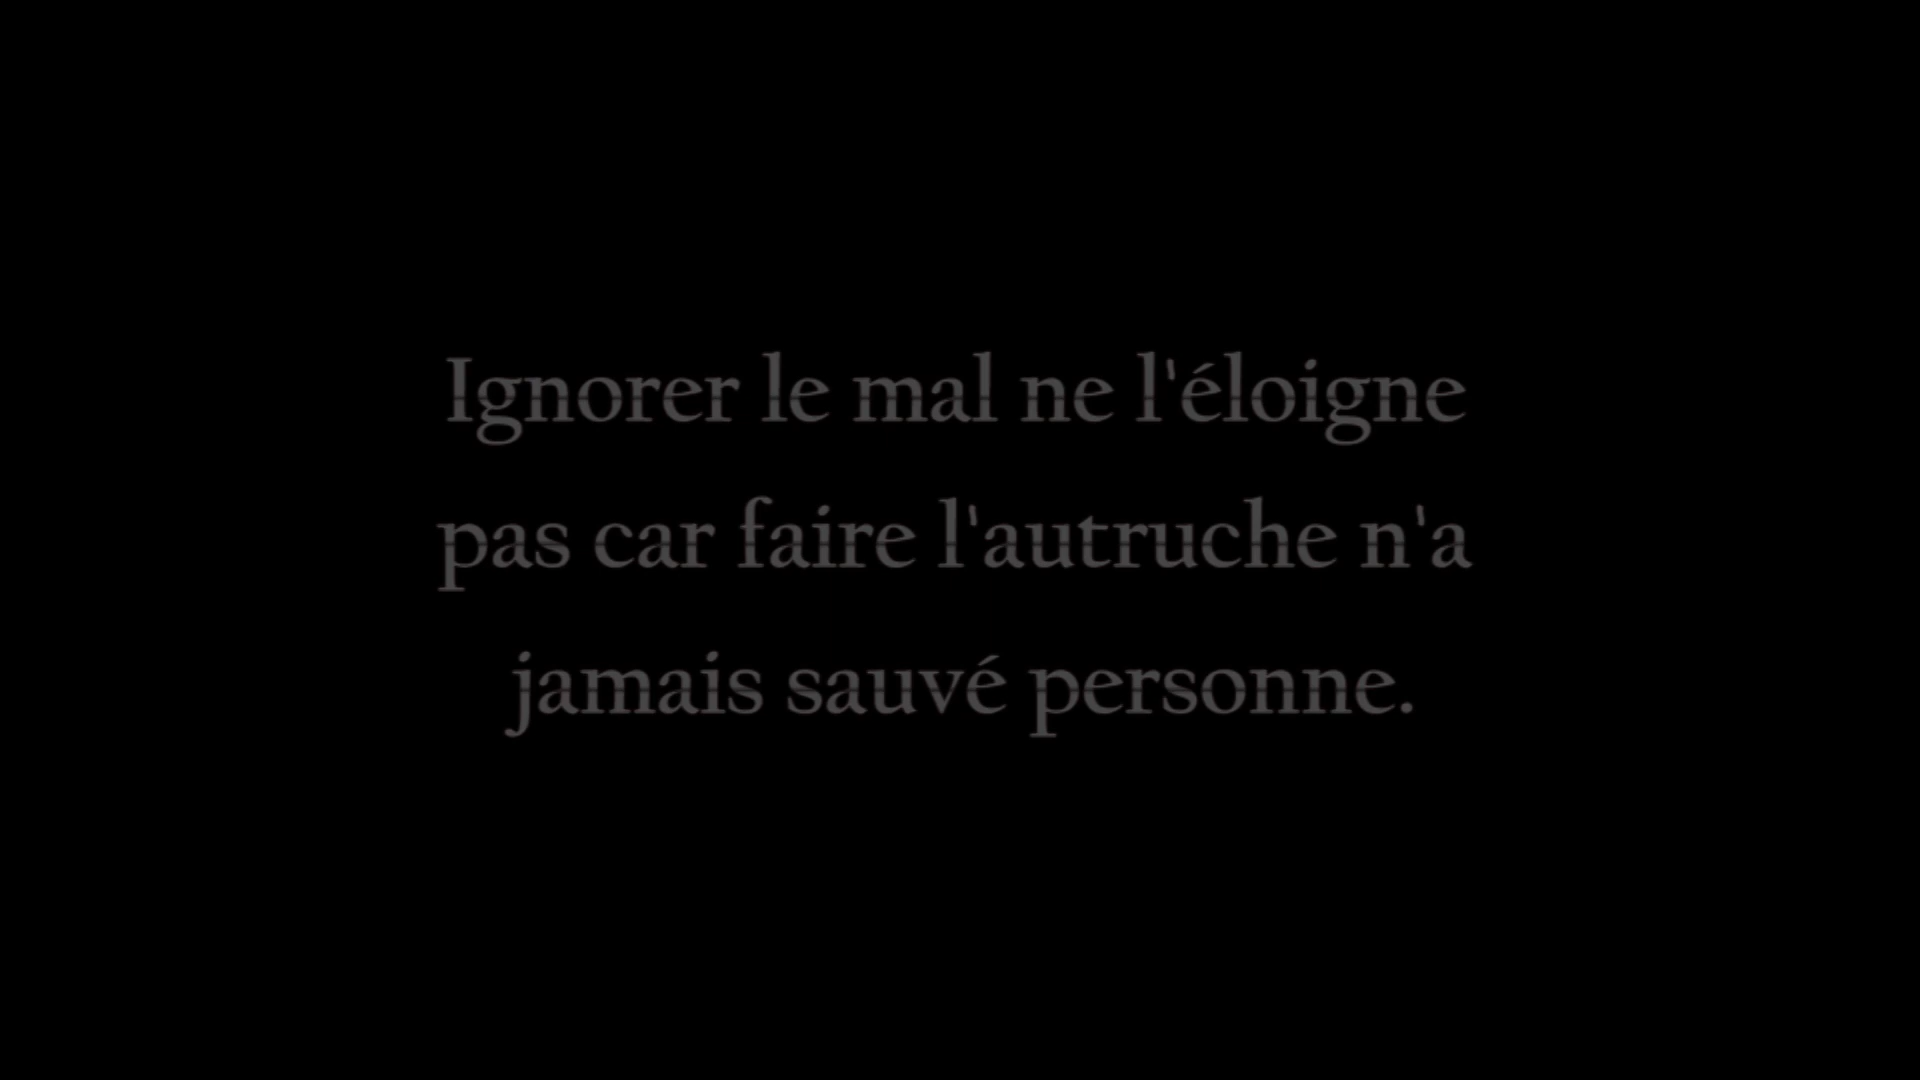 Ignorer le mal ne l'éloigne
pas car faire l'autruche n'a
jamais sauvé personne.